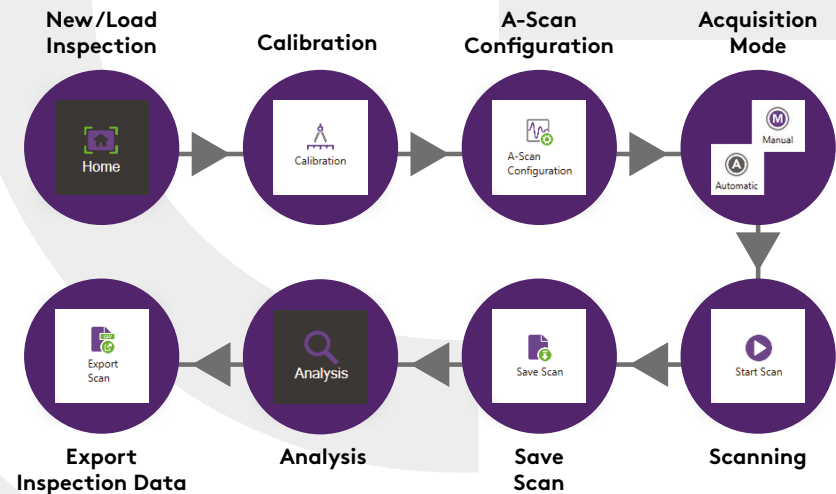 New/Load
Inspection
Calibration
A-Scan
Configuration
Acquisition
Mode
Home
Calibration
A-Scan
Configuration
M
Manual
A
Automatic
CSV
Export
Scan
Analysis
Save Scan
Start Scan
Export
Inspection Data
Analysis
Save
Scan
Scanning